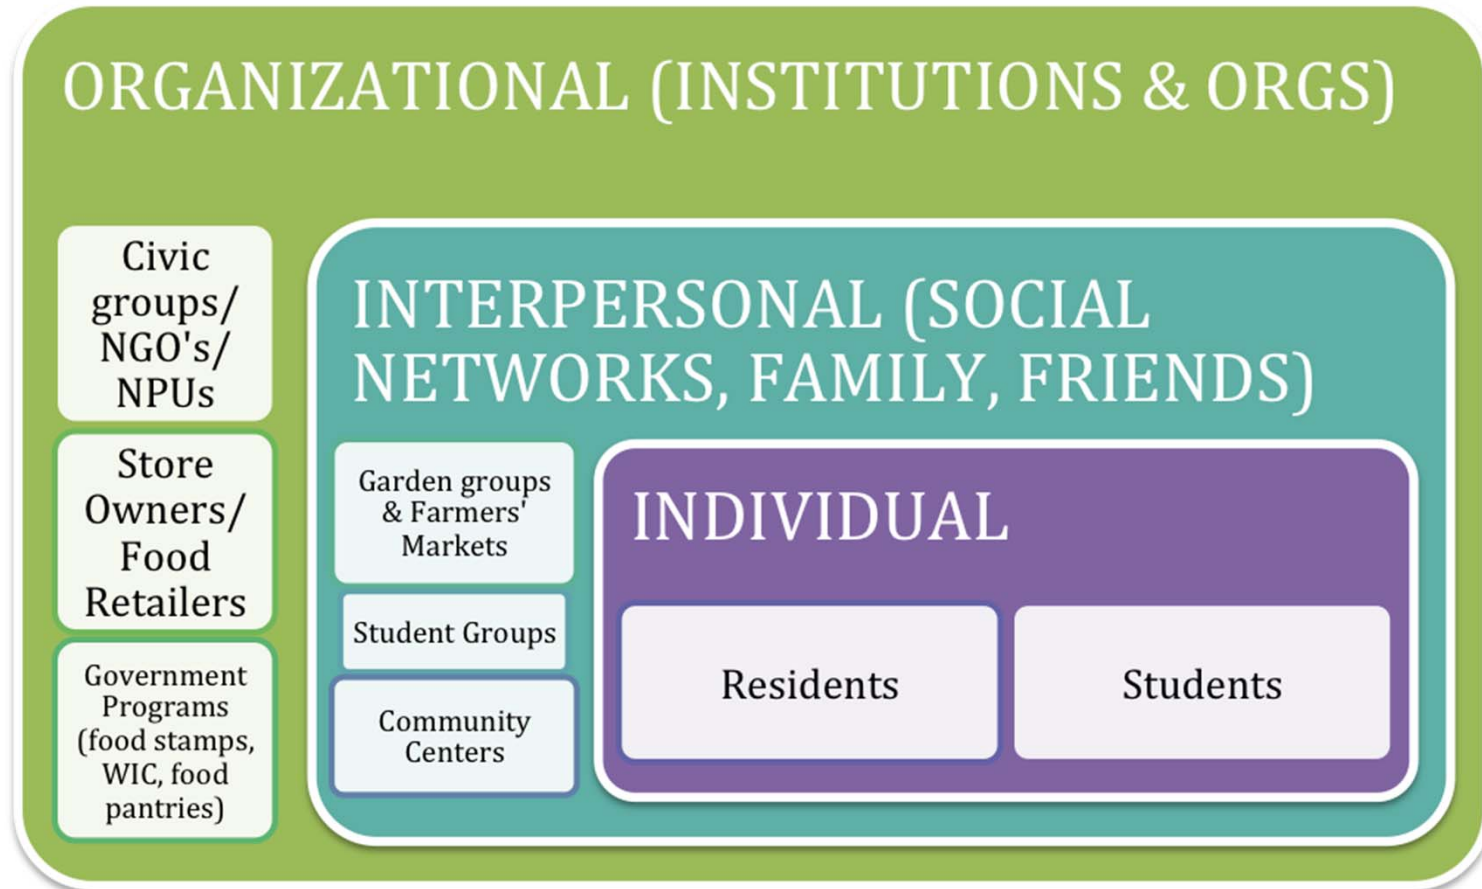 ORGANIZATIONAL (INSTITUTIONS & ORGS)
Civic
groups/
NGO's/
NPUs
Store
Owners/
Food
Retailers
Government
Programs
(food stamps,
WIC, food
pantries)
INTERPERSONAL (SOCIAL
NETWORKS, FAMILY, FRIENDS)
Garden groups
& Farmers'
Markets
Student Groups
Community
Centers
INDIVIDUAL
Residents
Students